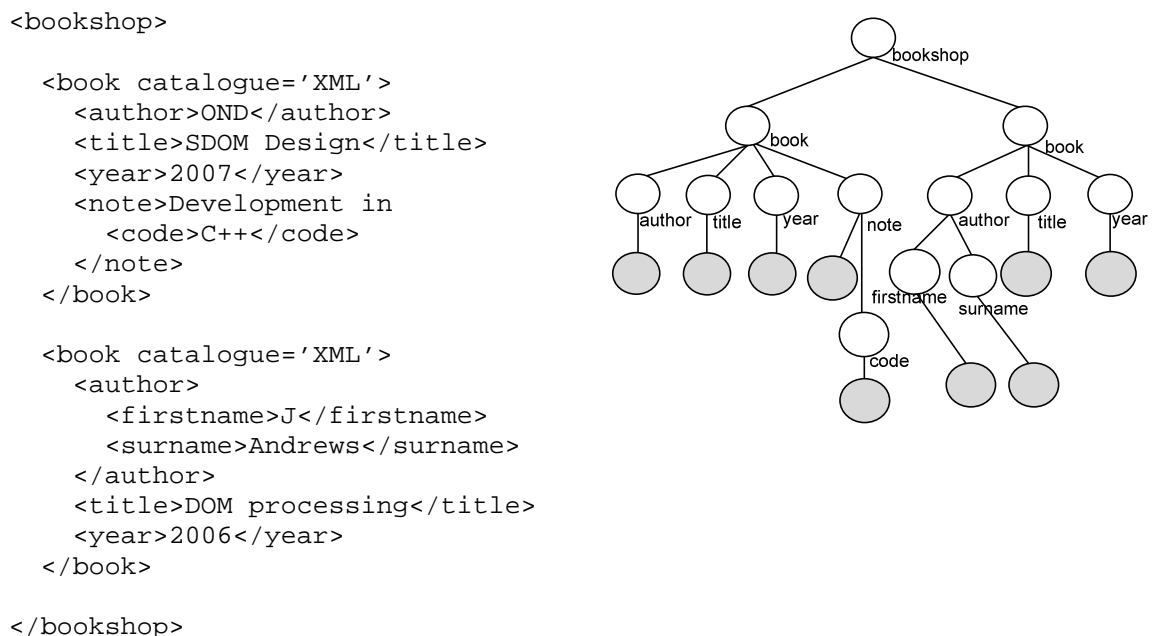 <bookshop>
<book catalogue=’XML’>
<author>OND</author>
<title>SDOM Design</title>
<year>2007</year>
<note>Development in
<code>C++</code>
</note>
</book>
<book catalogue=’XML’>
<author>
<firstname>J</firstname>
<surname>Andrews</surname>
</author>
<title>DOM processing</title>
<year>2006</year>
</book>
</bookshop>
bookshop
book
book
author
title
year
note
author
title
year
firstname
surname
code